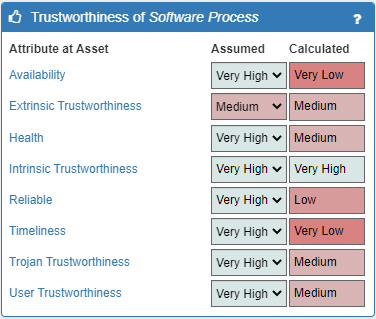 Trustworthiness of Software Process ?
Attribute at Asset Assumed Calculated
Availability Very High Very Low
Extrinsic Trustworthiness Medium Medium
Health Very High Medium
Intrinsic Trustworthiness Very High Very High
Reliable Very High Low
Timeliness Very High Very Low
Trojan Trustworthiness Very High Medium
User Trustworthiness Very High Medium